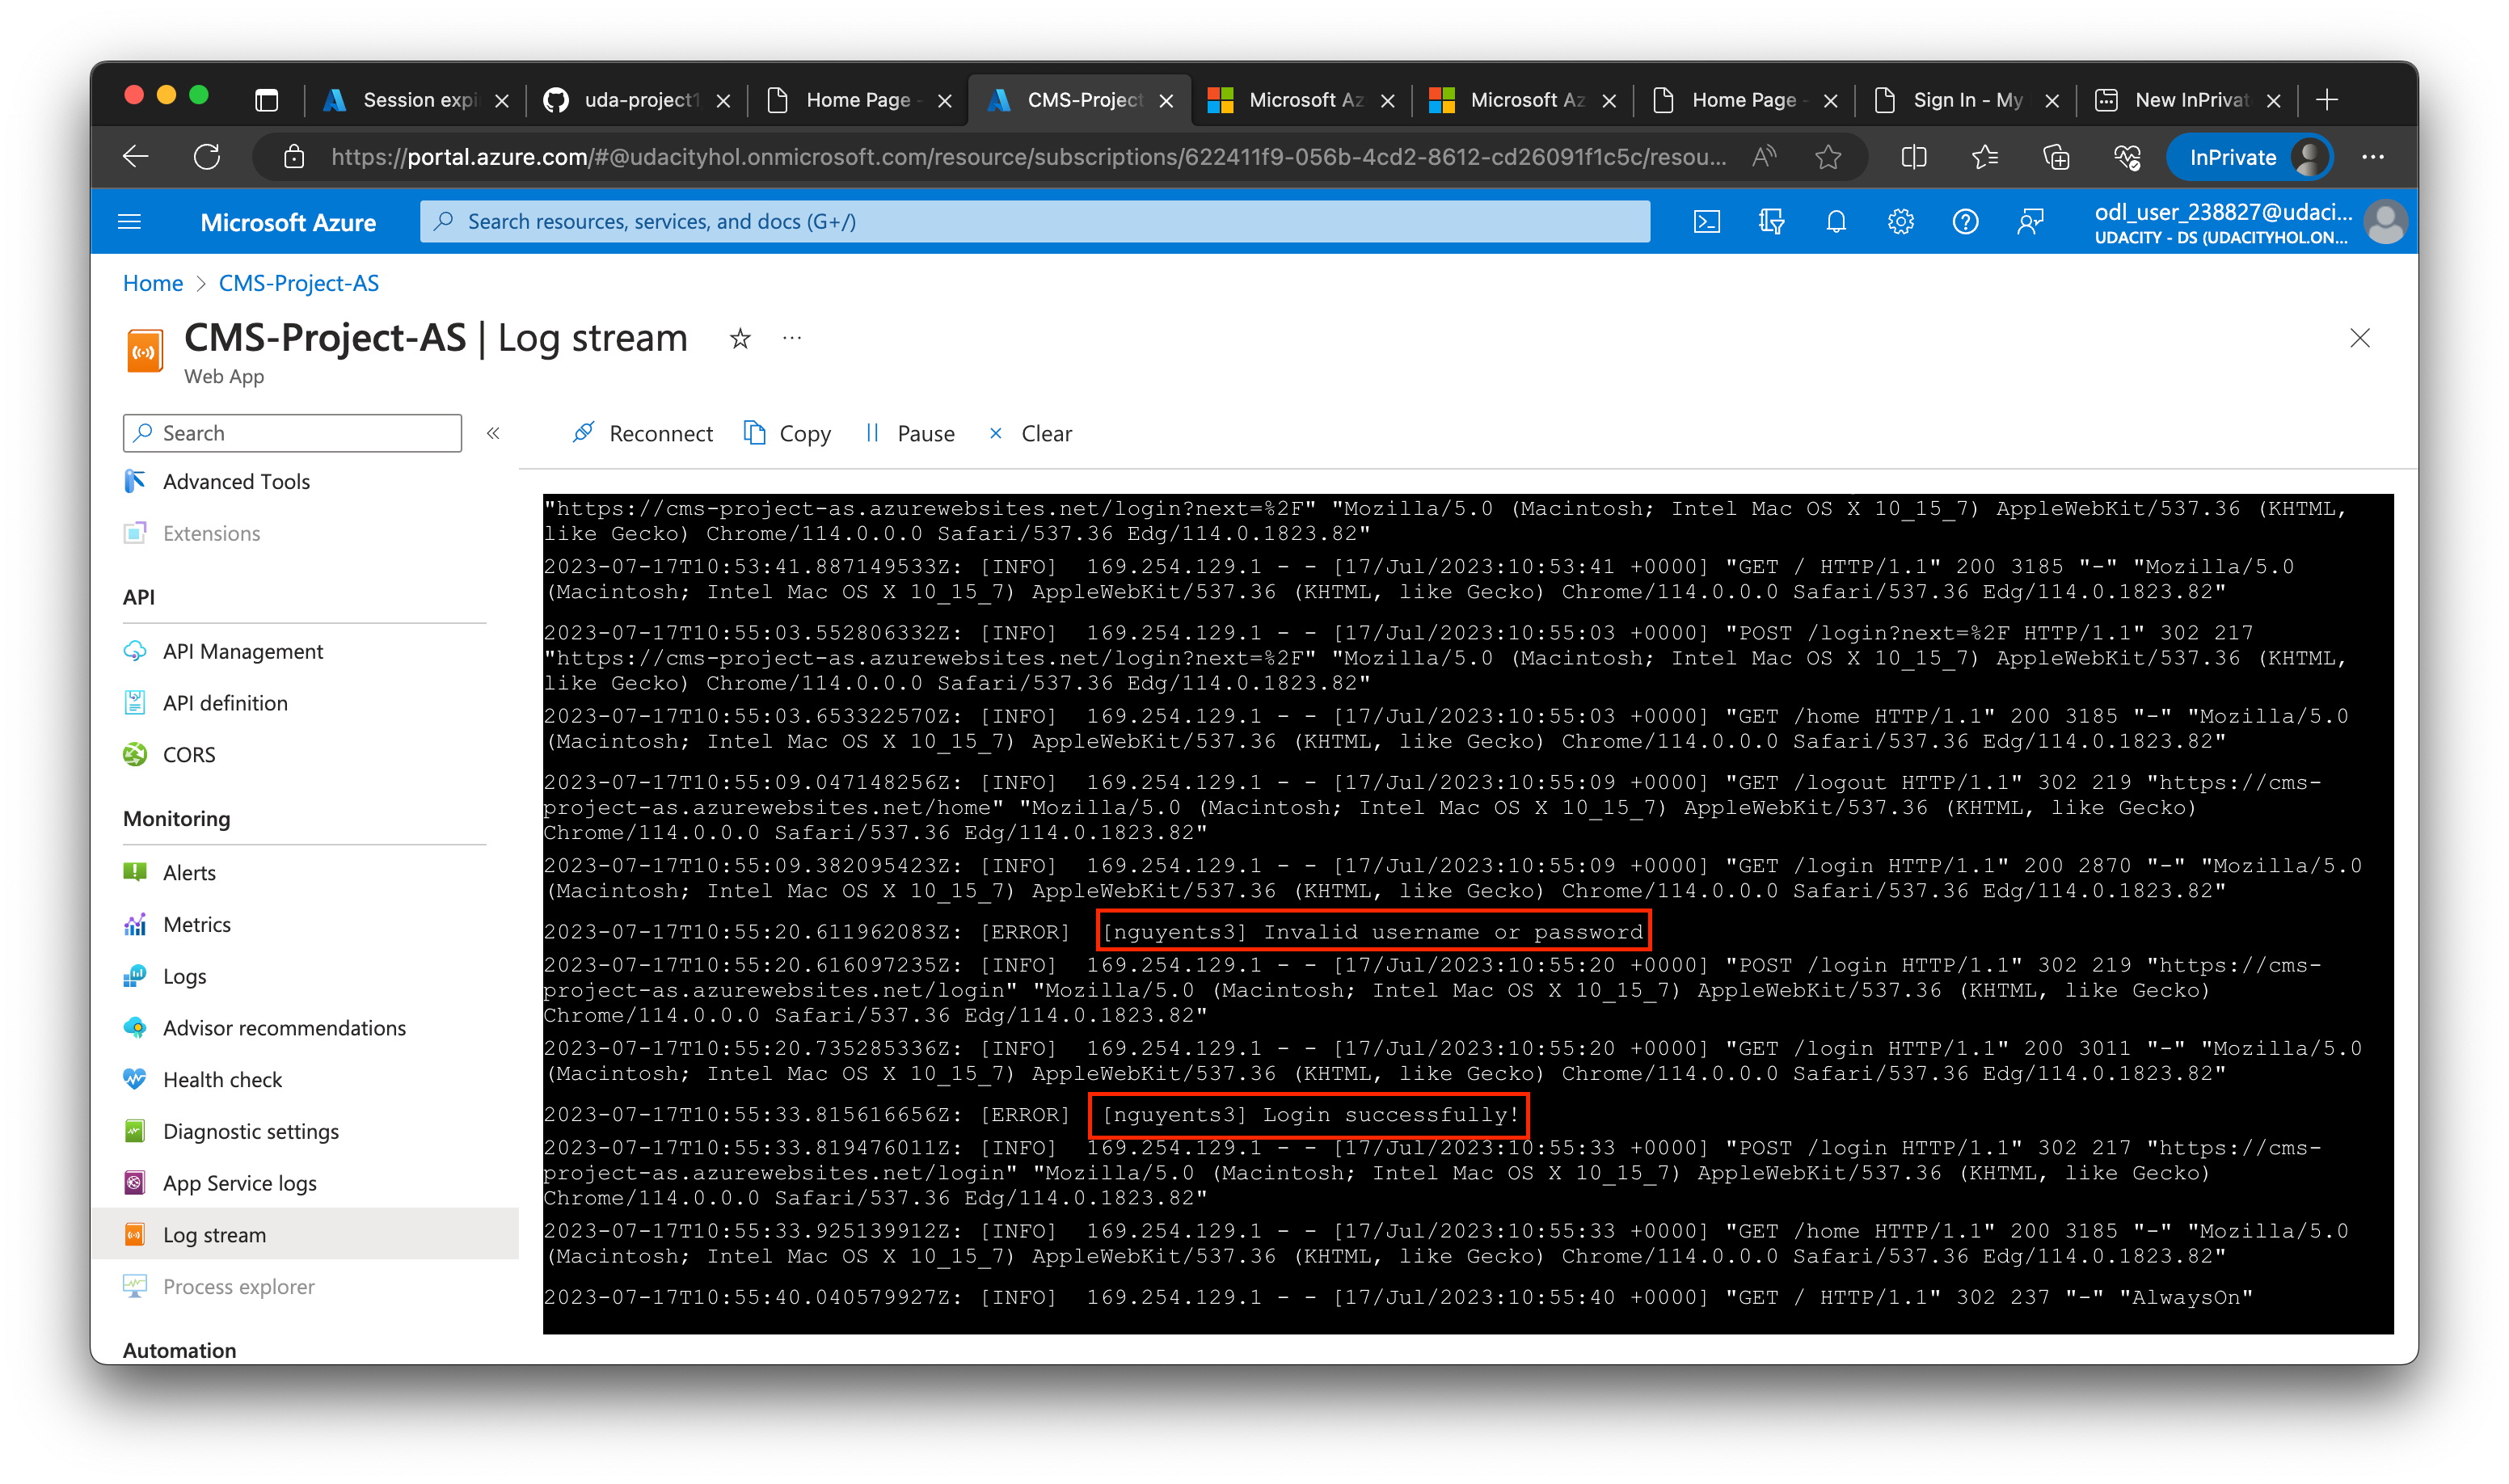 Session expi
uda-project1
Home Page -
CMS-Project
Microsoft Az
Microsoft Az
Home Page -
Sign In - My
New InPrivat
https://portal.azure.com/#@udacityhol.onmicrosoft.com/resource/subscriptions/622411f9-056b-4cd2-8612-cd26091f1c5c/resou...
InPrivate
Microsoft Azure
Search resources, services, and docs (G+/)
odl_user_238827@udaci...
UDACITY - DS (UDACITYHOL.ON...
Home > CMS-Project-AS
CMS-Project-AS | Log stream
Web App
Search
Reconnect
Copy
Pause
Clear
Advanced Tools
Extensions
API
API Management
API definition
CORS
Monitoring
Alerts
Metrics
Logs
Advisor recommendations
Health check
Diagnostic settings
App Service logs
Log stream
Process explorer
Automation
"https://cms-project-as.azurewebsites.net/login?next=%2F" "Mozilla/5.0 (Macintosh; Intel Mac OS X 10_15_7) AppleWebKit/537.36 (KHTML,
like Gecko) Chrome/114.0.0.0 Safari/537.36 Edg/114.0.1823.82"
2023-07-17T10:53:41.887149533Z: [INFO]  169.254.129.1 - - [17/Jul/2023:10:53:41 +0000] "GET / HTTP/1.1" 200 3185 "-" "Mozilla/5.0
(Macintosh; Intel Mac OS X 10_15_7) AppleWebKit/537.36 (KHTML, like Gecko) Chrome/114.0.0.0 Safari/537.36 Edg/114.0.1823.82"
2023-07-17T10:55:03.552806332Z: [INFO]  169.254.129.1 - - [17/Jul/2023:10:55:03 +0000] "POST /login?next=%2F HTTP/1.1" 302 217
"https://cms-project-as.azurewebsites.net/login?next=%2F" "Mozilla/5.0 (Macintosh; Intel Mac OS X 10_15_7) AppleWebKit/537.36 (KHTML,
like Gecko) Chrome/114.0.0.0 Safari/537.36 Edg/114.0.1823.82"
2023-07-17T10:55:03.653322570Z: [INFO]  169.254.129.1 - - [17/Jul/2023:10:55:03 +0000] "GET /home HTTP/1.1" 200 3185 "-" "Mozilla/5.0
(Macintosh; Intel Mac OS X 10_15_7) AppleWebKit/537.36 (KHTML, like Gecko) Chrome/114.0.0.0 Safari/537.36 Edg/114.0.1823.82"
2023-07-17T10:55:09.047148256Z: [INFO]  169.254.129.1 - - [17/Jul/2023:10:55:09 +0000] "GET /logout HTTP/1.1" 302 219 "https://cms-
project-as.azurewebsites.net/home" "Mozilla/5.0 (Macintosh; Intel Mac OS X 10_15_7) AppleWebKit/537.36 (KHTML, like Gecko)
Chrome/114.0.0.0 Safari/537.36 Edg/114.0.1823.82"
2023-07-17T10:55:09.382095423Z: [INFO]  169.254.129.1 - - [17/Jul/2023:10:55:09 +0000] "GET /login HTTP/1.1" 200 2870 "-" "Mozilla/5.0
(Macintosh; Intel Mac OS X 10_15_7) AppleWebKit/537.36 (KHTML, like Gecko) Chrome/114.0.0.0 Safari/537.36 Edg/114.0.1823.82"
2023-07-17T10:55:20.611962083Z: [ERROR]  [nguyents3] Invalid username or password
2023-07-17T10:55:20.616097235Z: [INFO]  169.254.129.1 - - [17/Jul/2023:10:55:20 +0000] "POST /login HTTP/1.1" 302 219 "https://cms-
project-as.azurewebsites.net/login" "Mozilla/5.0 (Macintosh; Intel Mac OS X 10_15_7) AppleWebKit/537.36 (KHTML, like Gecko)
Chrome/114.0.0.0 Safari/537.36 Edg/114.0.1823.82"
2023-07-17T10:55:20.735285336Z: [INFO]  169.254.129.1 - - [17/Jul/2023:10:55:20 +0000] "GET /login HTTP/1.1" 200 3011 "-" "Mozilla/5.0
(Macintosh; Intel Mac OS X 10_15_7) AppleWebKit/537.36 (KHTML, like Gecko) Chrome/114.0.0.0 Safari/537.36 Edg/114.0.1823.82"
2023-07-17T10:55:33.815616656Z: [ERROR]  [nguyents3] Login successfully!
2023-07-17T10:55:33.819476011Z: [INFO]  169.254.129.1 - - [17/Jul/2023:10:55:33 +0000] "POST /login HTTP/1.1" 302 217 "https://cms-
project-as.azurewebsites.net/login" "Mozilla/5.0 (Macintosh; Intel Mac OS X 10_15_7) AppleWebKit/537.36 (KHTML, like Gecko)
Chrome/114.0.0.0 Safari/537.36 Edg/114.0.1823.82"
2023-07-17T10:55:33.925139912Z: [INFO]  169.254.129.1 - - [17/Jul/2023:10:55:33 +0000] "GET /home HTTP/1.1" 200 3185 "-" "Mozilla/5.0
(Macintosh; Intel Mac OS X 10_15_7) AppleWebKit/537.36 (KHTML, like Gecko) Chrome/114.0.0.0 Safari/537.36 Edg/114.0.1823.82"
2023-07-17T10:55:40.040579927Z: [INFO]  169.254.129.1 - - [17/Jul/2023:10:55:40 +0000] "GET / HTTP/1.1" 302 237 "-" "AlwaysOn"